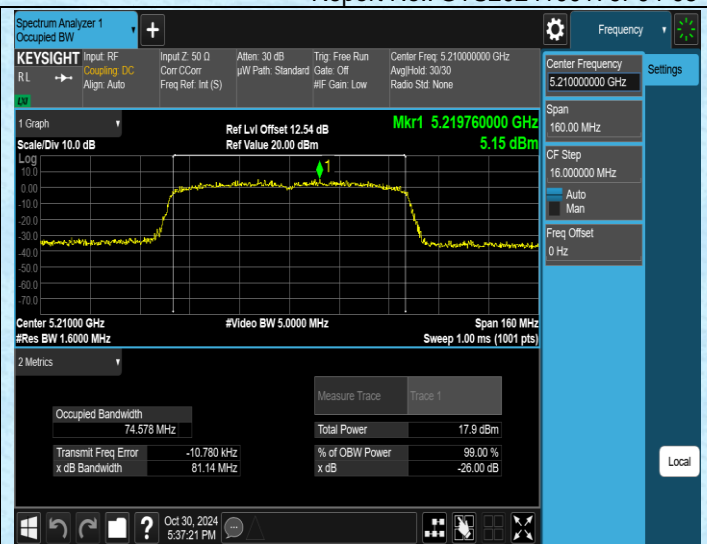 Spectrum Analyzer 1
Occupied BW
+
Frequency
KEYSIGHT
Input: RF
Coupling: DC
Align: Auto
RL
LXI
Input Z: 50 Ω
Corr CCorr
Freq Ref: Int (S)
Atten: 30 dB
µW Path: Standard
Trig: Free Run
Gate: Off
#IF Gain: Low
Center Freq: 5.210000000 GHz
Avg|Hold: 30/30
Radio Std: None
Center Frequency
5.210000000 GHz
Settings
Span
160.00 MHz
CF Step
16.000000 MHz
Auto
Man
Freq Offset
0 Hz
1 Graph
Scale/Div 10.0 dB
Ref Lvl Offset 12.54 dB
Ref Value 20.00 dBm
Mkr1 5.219760000 GHz
5.15 dBm
Log
10.0
0.00
-10.0
-20.0
-30.0
-40.0
-50.0
-60.0
-70.0
1
Center 5.21000 GHz
#Res BW 1.6000 MHz
#Video BW 5.0000 MHz
Span 160 MHz
Sweep 1.00 ms (1001 pts)
2 Metrics
Measure Trace
Trace 1
Occupied Bandwidth
74.578 MHz
Total Power
17.9 dBm
Transmit Freq Error
-10.780 kHz
% of OBW Power
99.00 %
x dB Bandwidth
81.14 MHz
x dB
-26.00 dB
Local
?
Oct 30, 2024
5:37:21 PM